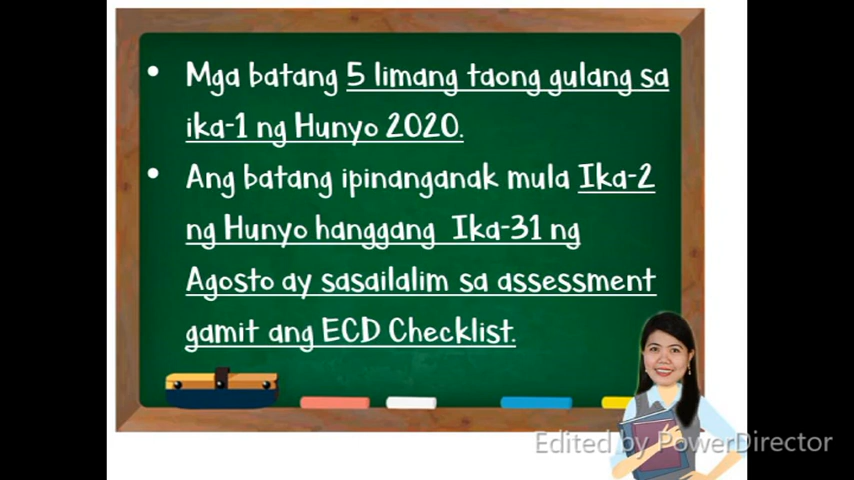 • Mga batang 5 limang taong gulang sa
ika-1 ng Hunyo 2020.
• Ang batang ipinanganak mula Ika-2
ng Hunyo hanggang Ika-31 ng
Agosto ay sasailalim sa assessment
gamit ang ECD Checklist.
Edited by PowerDirector